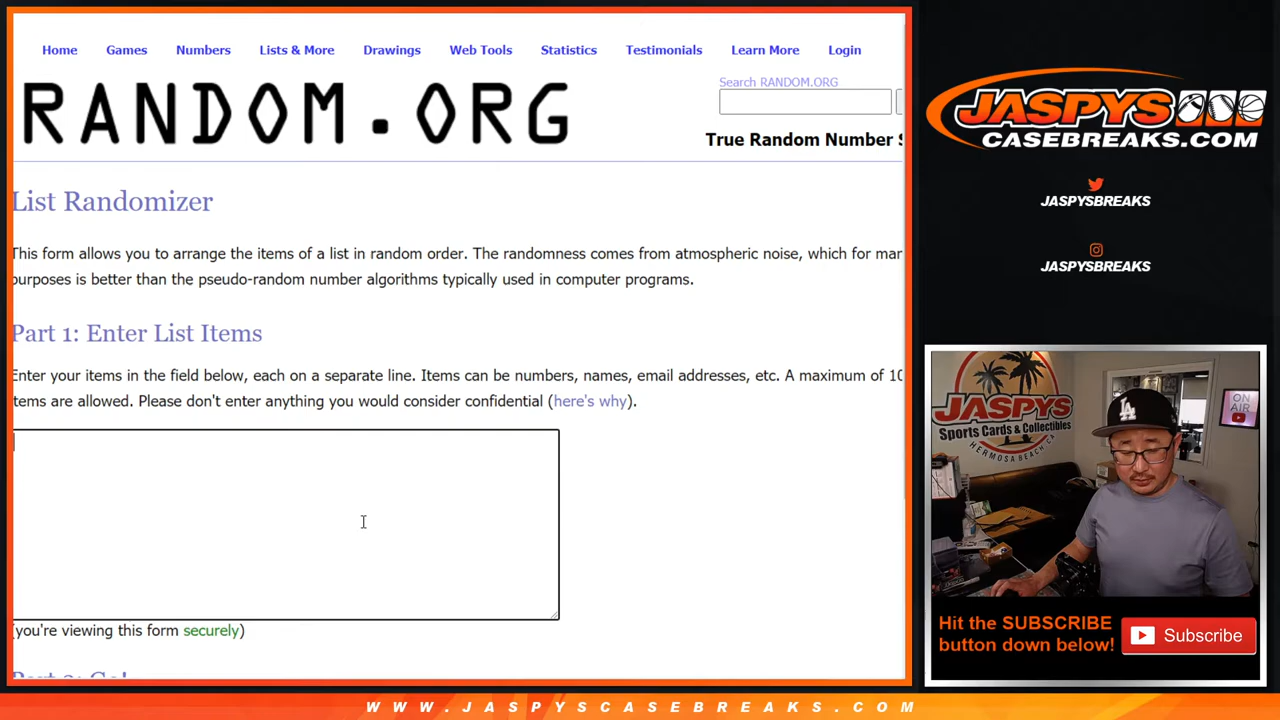 Home Games Numbers Lists & More Drawings Web Tools Statistics Testimonials Learn More Login
RANDOM.ORG
Search RANDOM.ORG
True Random Number S
List Randomizer
This form allows you to arrange the items of a list in random order. The randomness comes from atmospheric noise, which for mar
purposes is better than the pseudo-random number algorithms typically used in computer programs.
Part 1: Enter List Items
Enter your items in the field below, each on a separate line. Items can be numbers, names, email addresses, etc. A maximum of 10
items are allowed. Please don't enter anything you would consider confidential (here's why).
(you're viewing this form securely)
Part 2: Go!
JASPYS
CASEBREAKS.COM
JASPYSBREAKS
JASPYSBREAKS
JASPYS
Sports Cards & Collectibles
HERMOSA BEACH, CA
LA
ON
AIR
Hit the SUBSCRIBE
button down below!
Subscribe
WWW.JASPYSCASEBREAKS.COM